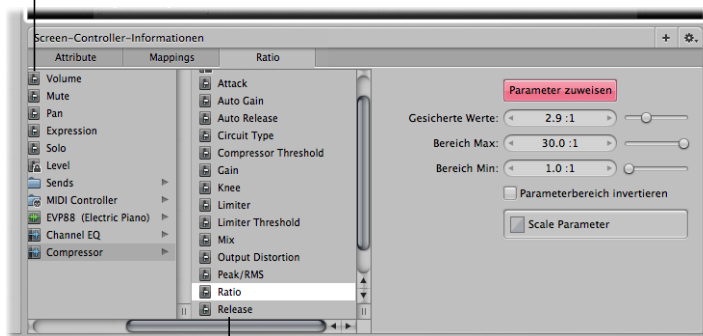 Screen-Controller-Informationen
Attribute
Mappings
Ratio
Volume
Mute
Pan
Expression
Solo
Level
Sends
MIDI Controller
EVP88 (Electric Piano)
Channel EQ
Compressor
Attack
Auto Gain
Auto Release
Circuit Type
Compressor Threshold
Gain
Knee
Limiter
Limiter Threshold
Mix
Output Distortion
Peak/RMS
Ratio
Release
Parameter zuweisen
Gesicherte Werte: 2.9 :1
Bereich Max: 30.0 :1
Bereich Min: 1.0 :1
Parameterbereich invertieren
Scale Parameter